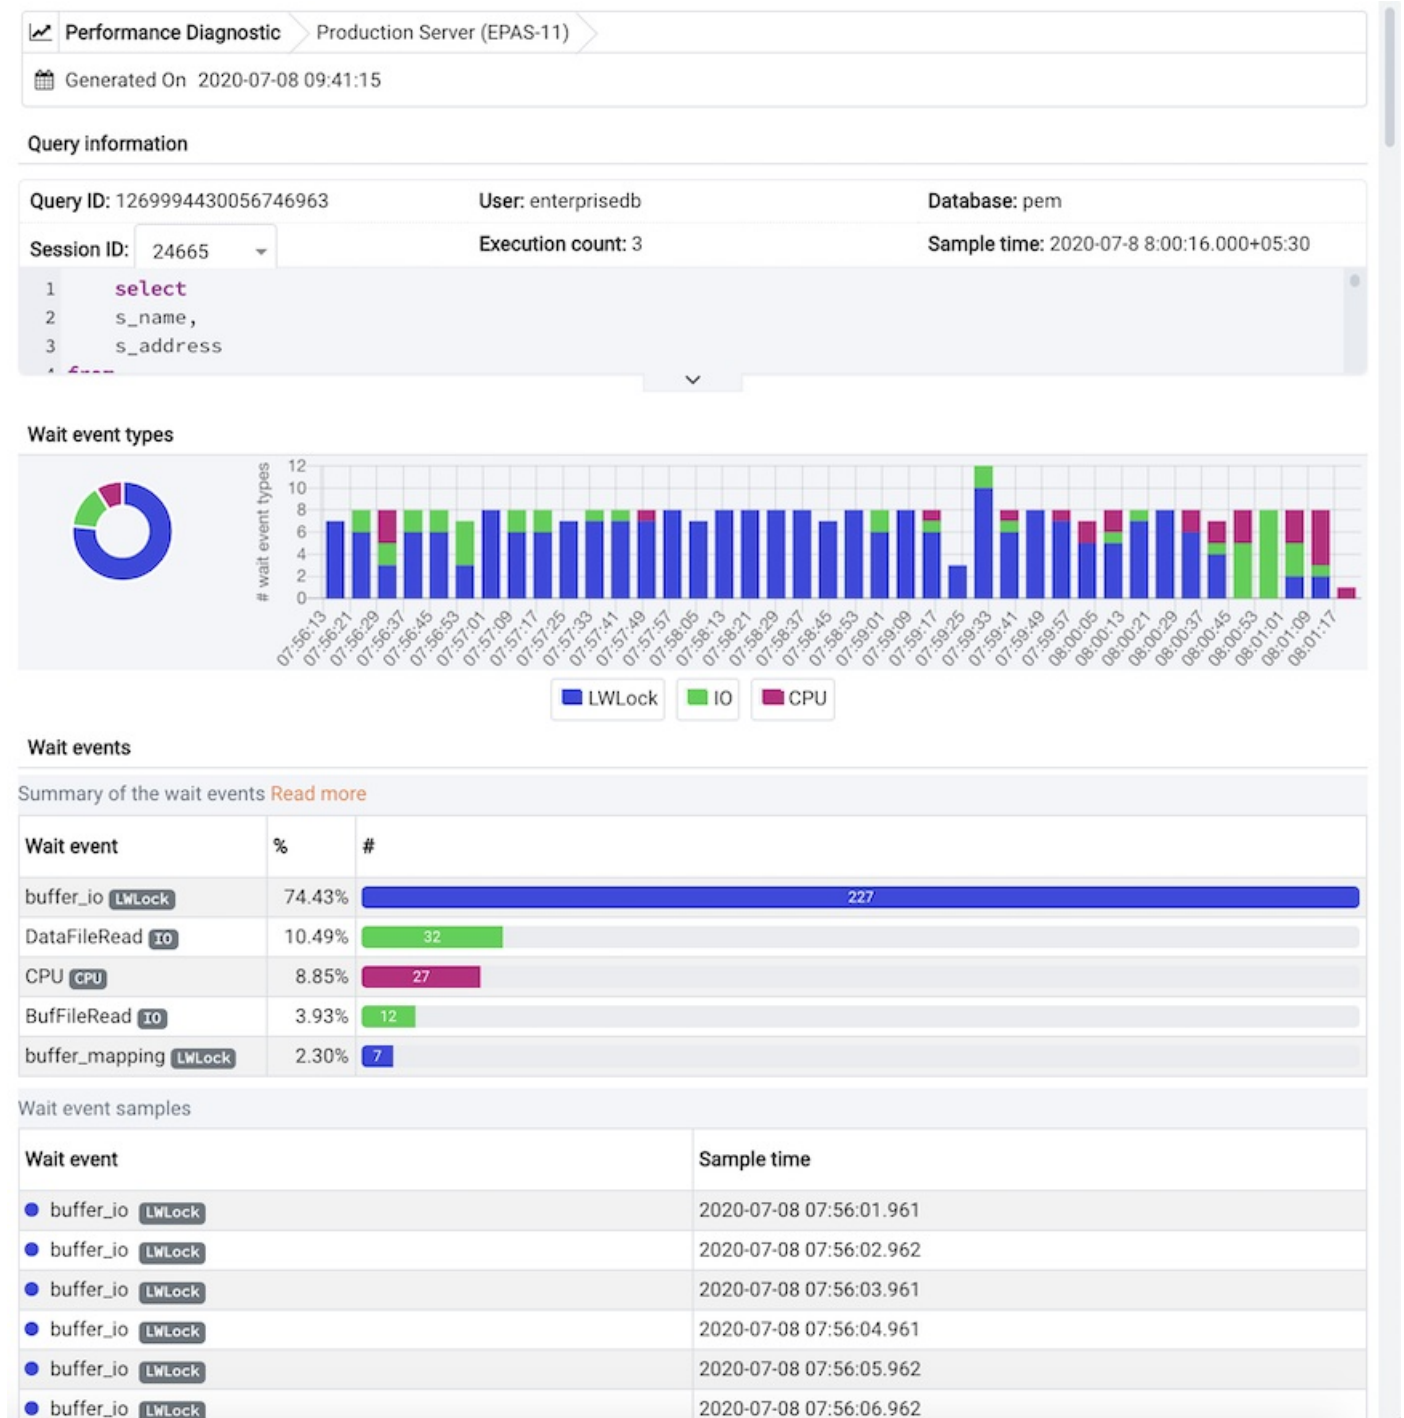 Performance Diagnostic Production Server (EPAS-11)
Generated On 2020-07-08 09:41:15
Query information
Query ID: 1269994430056746963 User: enterprisedb Database: pem
Session ID: 24665 Execution count: 3 Sample time: 2020-07-8 8:00:16.000+05:30
1 select
2 s_name,
3 s_address
4 from
Wait event types
# wait event types
12
10
8
6
4
2
0
07:56:13 07:56:21 07:56:29 07:56:37 07:56:45 07:56:53 07:57:01 07:57:09 07:57:17 07:57:25 07:57:33 07:57:41 07:57:49 07:57:57 07:58:05 07:58:13 07:58:21 07:58:29 07:58:37 07:58:45 07:58:53 07:59:01 07:59:09 07:59:17 07:59:25 07:59:33 07:59:41 07:59:49 07:59:57 08:00:05 08:00:13 08:00:21 08:00:29 08:00:37 08:00:45 08:00:53 08:01:01 08:01:09 08:01:17
LWLock IO CPU
Wait events
Summary of the wait events Read more
Wait event % #
buffer_io LWLock 74.43% 227
DataFileRead IO 10.49% 32
CPU CPU 8.85% 27
BufFileRead IO 3.93% 12
buffer_mapping LWLock 2.30% 7
Wait event samples
Wait event Sample time
buffer_io LWLock 2020-07-08 07:56:01.961
buffer_io LWLock 2020-07-08 07:56:02.962
buffer_io LWLock 2020-07-08 07:56:03.961
buffer_io LWLock 2020-07-08 07:56:04.961
buffer_io LWLock 2020-07-08 07:56:05.962
buffer_io LWLock 2020-07-08 07:56:06.962